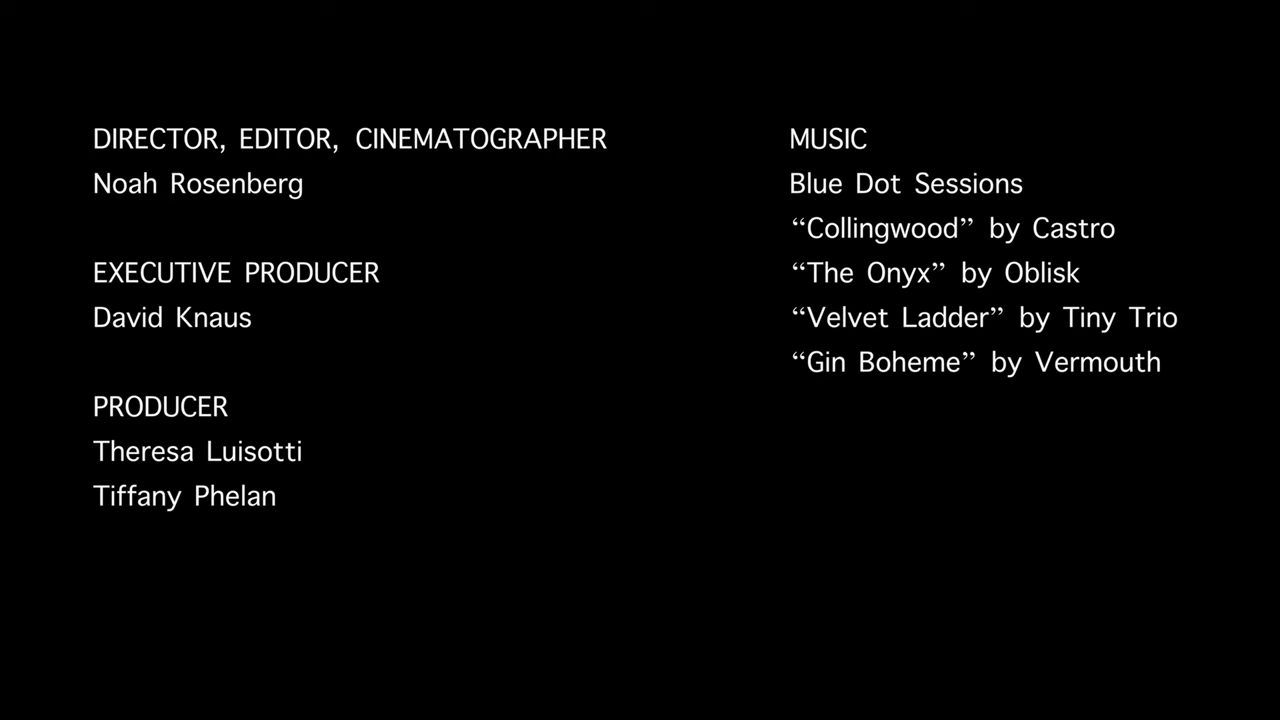 DIRECTOR, EDITOR, CINEMATOGRAPHER
Noah Rosenberg
EXECUTIVE PRODUCER
David Knaus
PRODUCER
Theresa Luisotti
Tiffany Phelan
MUSIC
Blue Dot Sessions
“Collingwood” by Castro
“The Onyx” by Oblisk
“Velvet Ladder” by Tiny Trio
“Gin Boheme” by Vermouth